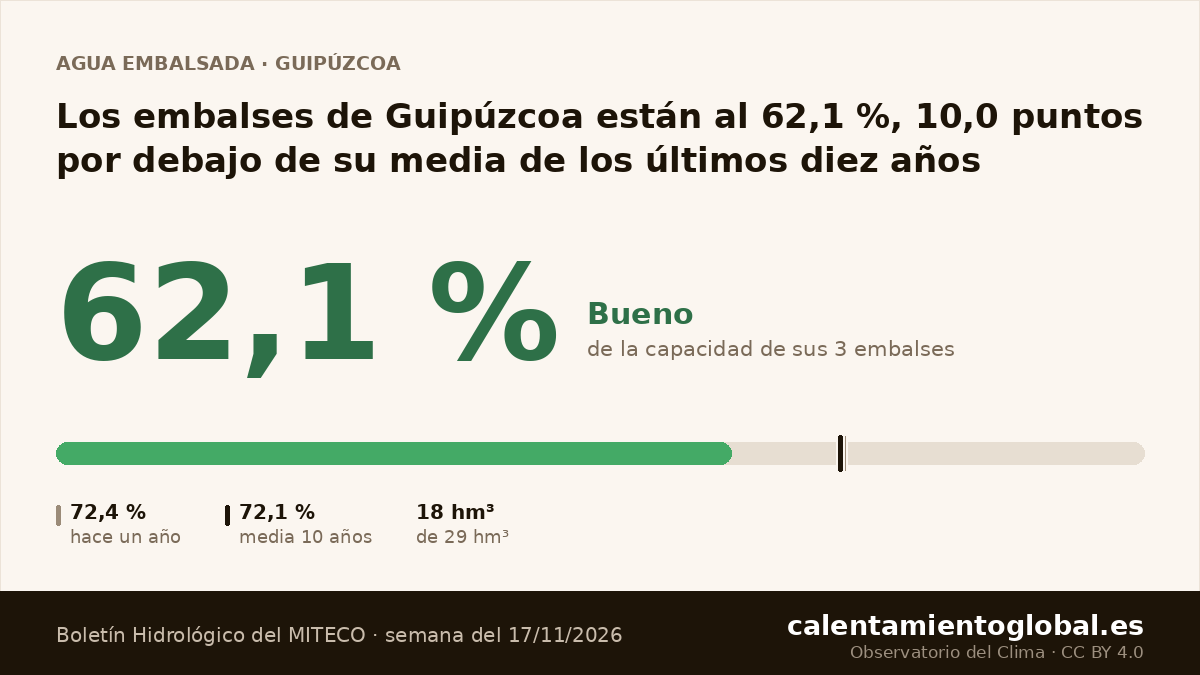 AGUA EMBALSADA · GUIPÚZCOA
Los embalses de Guipúzcoa están al 62,1 %, 10,0 puntos
por debajo de su media de los últimos diez años
62,1 %
Bueno
de la capacidad de sus 3 embalses
72,4 %
hace un año
72,1 %
media 10 años
18 hm³
de 29 hm³
Boletín Hidrológico del MITECO · semana del 17/11/2026
calentamientoglobal.es
Observatorio del Clima · CC BY 4.0